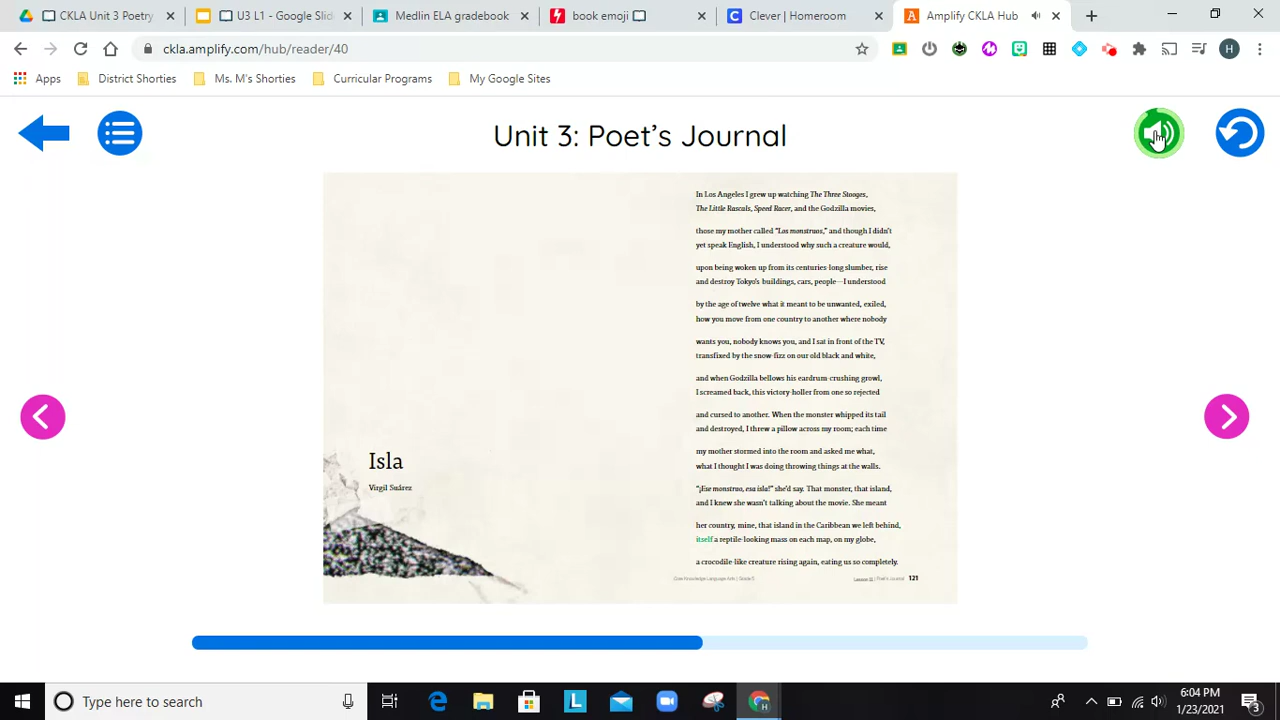 CKLA Unit 3 Poetry
U3 L1 - Google Slid
Medlin ELA gradebook
book emoji
Clever | Homeroom
Amplify CKLA Hub
ckla.amplify.com/hub/reader/40
H
Apps
District Shorties
Ms. M's Shorties
Curricular Programs
My Google Sites
Unit 3: Poet's Journal
Isla
Virgil Suárez
In Los Angeles I grew up watching The Three Stooges,
The Little Rascals, Speed Racer, and the Godzilla movies,
those my mother called "Los monstruos," and though I didn't
yet speak English, I understood why such a creature would,
upon being woken up from its centuries-long slumber, rise
and destroy Tokyo's buildings, cars, people—I understood
by the age of twelve what it meant to be unwanted, exiled,
how you move from one country to another where nobody
wants you, nobody knows you, and I sat in front of the TV,
transfixed by the snow-fizz on our old black and white,
and when Godzilla bellows his eardrum-crushing growl,
I screamed back, this victory-holler from one so rejected
and cursed to another. When the monster whipped its tail
and destroyed, I threw a pillow across my room; each time
my mother stormed into the room and asked me what,
what I thought I was doing throwing things at the walls.
"¡Ese monstruo, esa isla!" she'd say. That monster, that island,
and I knew she wasn't talking about the movie. She meant
her country, mine, that island in the Caribbean we left behind,
itself a reptile-looking mass on each map, on my globe,
a crocodile-like creature rising again, eating us so completely.
Core Knowledge Language Arts | Grade 5
Lesson 15 | Poet's Journal 121
Type here to search
L
H
6:04 PM
1/23/2021
3